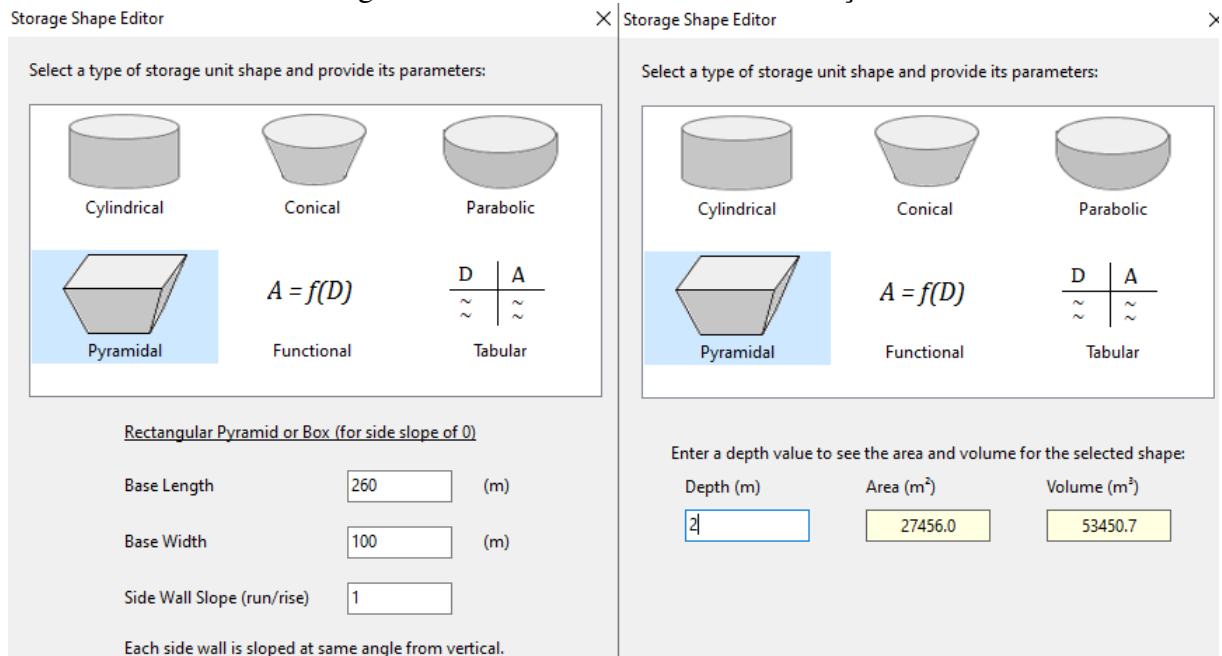 Storage Shape Editor
Select a type of storage unit shape and provide its parameters:
Cylindrical
Conical
Parabolic
A = f(D)
D A
~ ~
~ ~
Pyramidal
Functional
Tabular
Rectangular Pyramid or Box (for side slope of 0)
Base Length 260 (m)
Base Width 100 (m)
Side Wall Slope (run/rise) 1
Each side wall is sloped at same angle from vertical.
Storage Shape Editor
Select a type of storage unit shape and provide its parameters:
Cylindrical
Conical
Parabolic
A = f(D)
D A
~ ~
~ ~
Pyramidal
Functional
Tabular
Enter a depth value to see the area and volume for the selected shape:
Depth (m) Area (m²) Volume (m³)
2 27456.0 53450.7